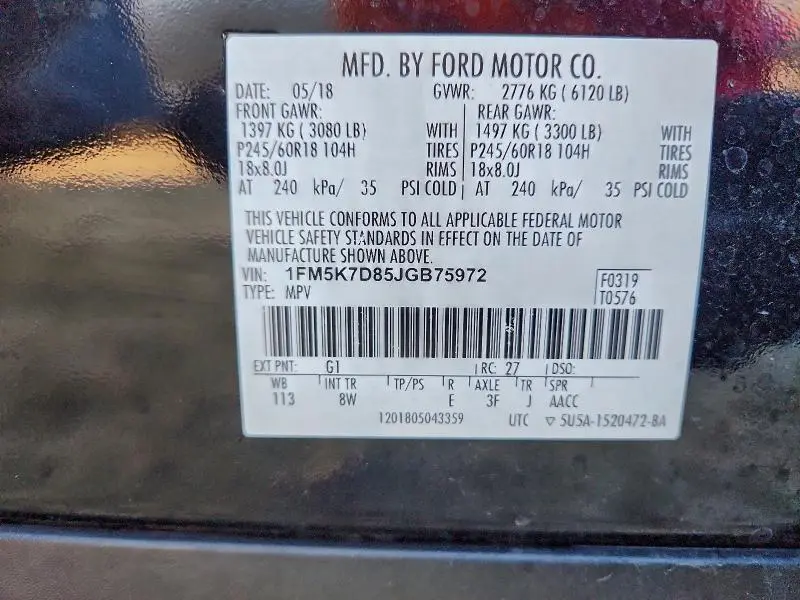 MFD. BY FORD MOTOR CO.
DATE: 05/18 GVWR: 2776 KG ( 6120 LB)
FRONT GAWR: REAR GAWR:
1397 KG ( 3080 LB) WITH 1497 KG ( 3300 LB) WITH
P245/60R18 104H TIRES P245/60R18 104H TIRES
18x8.0J RIMS 18x8.0J RIMS
AT 240 kPa/ 35 PSI COLD AT 240 kPa/ 35 PSI COLD
THIS VEHICLE CONFORMS TO ALL APPLICABLE FEDERAL MOTOR
VEHICLE SAFETY STANDARDS IN EFFECT ON THE DATE OF
MANUFACTURE SHOWN ABOVE.
VIN: 1FM5K7D85JGB75972 F0319
TYPE: MPV T0576
EXT PNT: G1 RC: 27 DSO:
WB INT TR TP/PS R AXLE TR SPR
113 8W E 3F J AACC
1201805043359 UTC ▽ 5U5A-1520472-BA